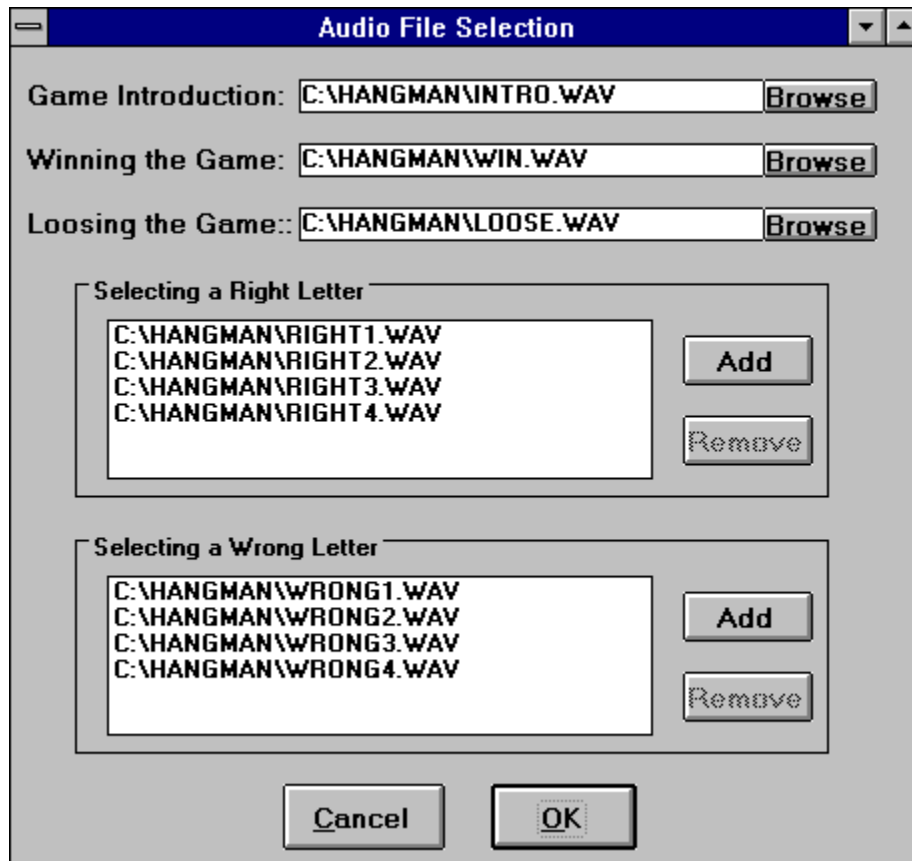 Audio File Selection
Game Introduction: C:\HANGMAN\INTRO.WAV Browse
Winning the Game: C:\HANGMAN\WIN.WAV Browse
Loosing the Game:: C:\HANGMAN\LOOSE.WAV Browse
Selecting a Right Letter
C:\HANGMAN\RIGHT1.WAV
C:\HANGMAN\RIGHT2.WAV
C:\HANGMAN\RIGHT3.WAV
C:\HANGMAN\RIGHT4.WAV
Add
Remove
Selecting a Wrong Letter
C:\HANGMAN\WRONG1.WAV
C:\HANGMAN\WRONG2.WAV
C:\HANGMAN\WRONG3.WAV
C:\HANGMAN\WRONG4.WAV
Add
Remove
Cancel OK